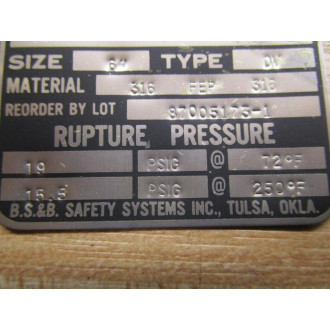 SIZE 6" TYPE DV
MATERIAL 316 FEP 316
REORDER BY LOT 87005173-1
RUPTURE PRESSURE
19 PSIG @ 72°F
15.5 PSIG @ 250°F
B.S.&B. SAFETY SYSTEMS INC., TULSA, OKLA.